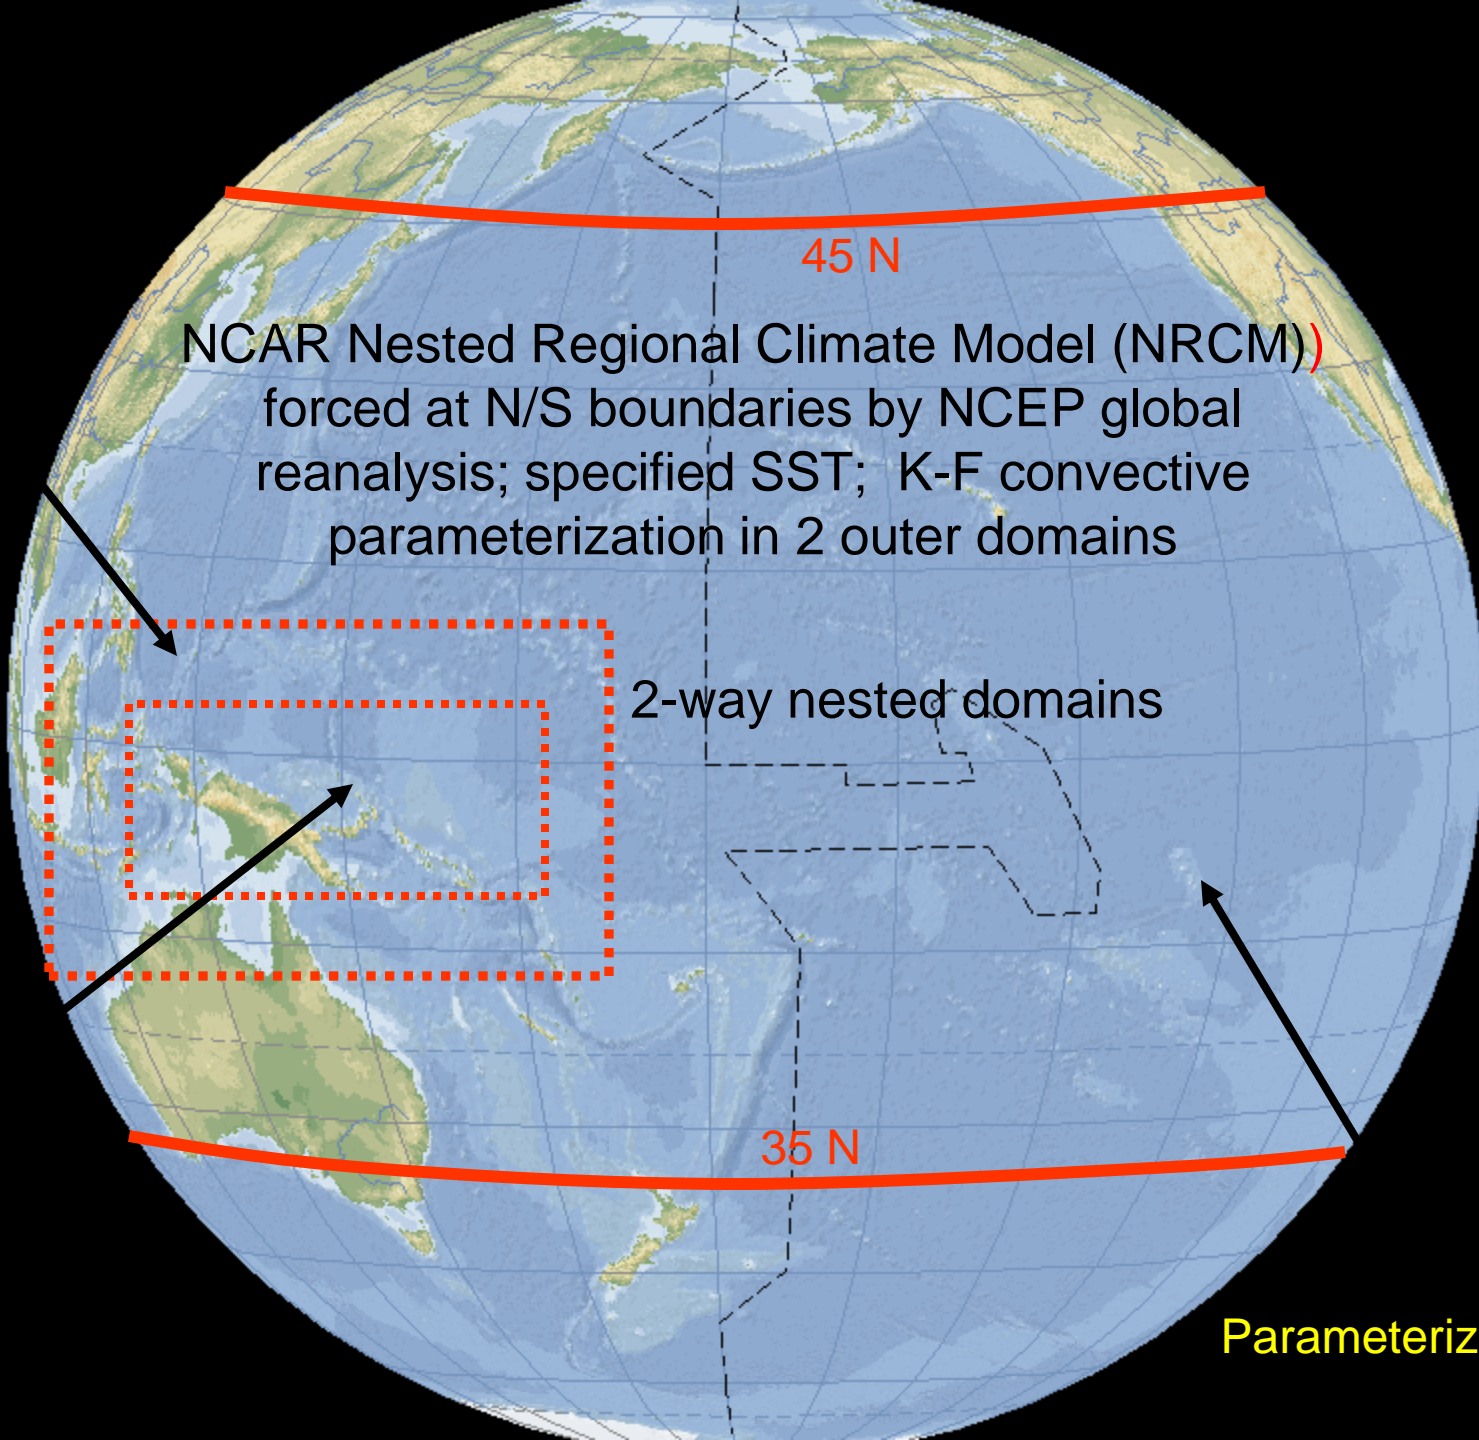 45 N
NCAR Nested Regional Climate Model (NRCM))
forced at N/S boundaries by NCEP global
reanalysis; specified SST; K-F convective
parameterization in 2 outer domains
2-way nested domains
35 N
Parameteriz